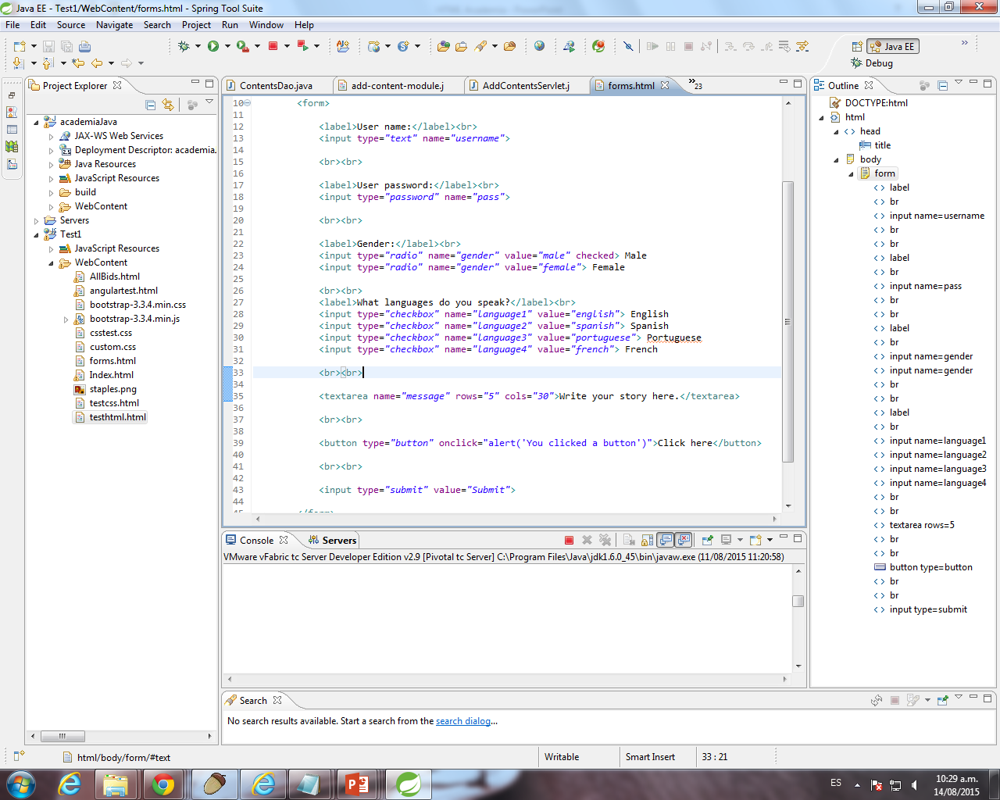 Java EE - Test1/WebContent/forms.html - Spring Tool Suite
File Edit Source Navigate Search Project Run Window Help
Java EE
Debug
Project Explorer
academiaJava
JAX-WS Web Services
Deployment Descriptor: academia.
Java Resources
JavaScript Resources
build
WebContent
Servers
Test1
JavaScript Resources
WebContent
AllBids.html
angulartest.html
bootstrap-3.3.4.min.css
bootstrap-3.3.4.min.js
csstest.css
custom.css
forms.html
Index.html
staples.png
testcss.html
testhtml.html
ContentsDao.java add-content-module.j AddContentsServlet.j forms.html »23
10 <form>
11
12 <label>User name:</label><br>
13 <input type="text" name="username">
14
15 <br><br>
16
17 <label>User password:</label><br>
18 <input type="password" name="pass">
19
20 <br><br>
21
22 <label>Gender:</label><br>
23 <input type="radio" name="gender" value="male" checked> Male
24 <input type="radio" name="gender" value="female"> Female
25
26 <br><br>
27 <label>What languages do you speak?</label><br>
28 <input type="checkbox" name="language1" value="english"> English
29 <input type="checkbox" name="language2" value="spanish"> Spanish
30 <input type="checkbox" name="language3" value="portuguese"> Portuguese
31 <input type="checkbox" name="language4" value="french"> French
32
33 <br><br>
34
35 <textarea name="message" rows="5" cols="30">Write your story here.</textarea>
36
37 <br><br>
38
39 <button type="button" onclick="alert('You clicked a button')">Click here</button>
40
41 <br><br>
42
43 <input type="submit" value="Submit">
44
45 </form>
Outline
DOCTYPE:html
html
head
title
body
form
label
br
input name=username
br
br
label
br
input name=pass
br
br
label
br
input name=gender
input name=gender
br
br
label
br
input name=language1
input name=language2
input name=language3
input name=language4
br
br
textarea rows=5
br
br
button type=button
br
br
input type=submit
Console Servers
VMware vFabric tc Server Developer Edition v2.9 [Pivotal tc Server] C:\Program Files\Java\jdk1.6.0_45\bin\javaw.exe (11/08/2015 11:20:58)
Search
No search results available. Start a search from the search dialog...
html/body/form/#text Writable Smart Insert 33 : 21
ES
10:29 a.m.
14/08/2015